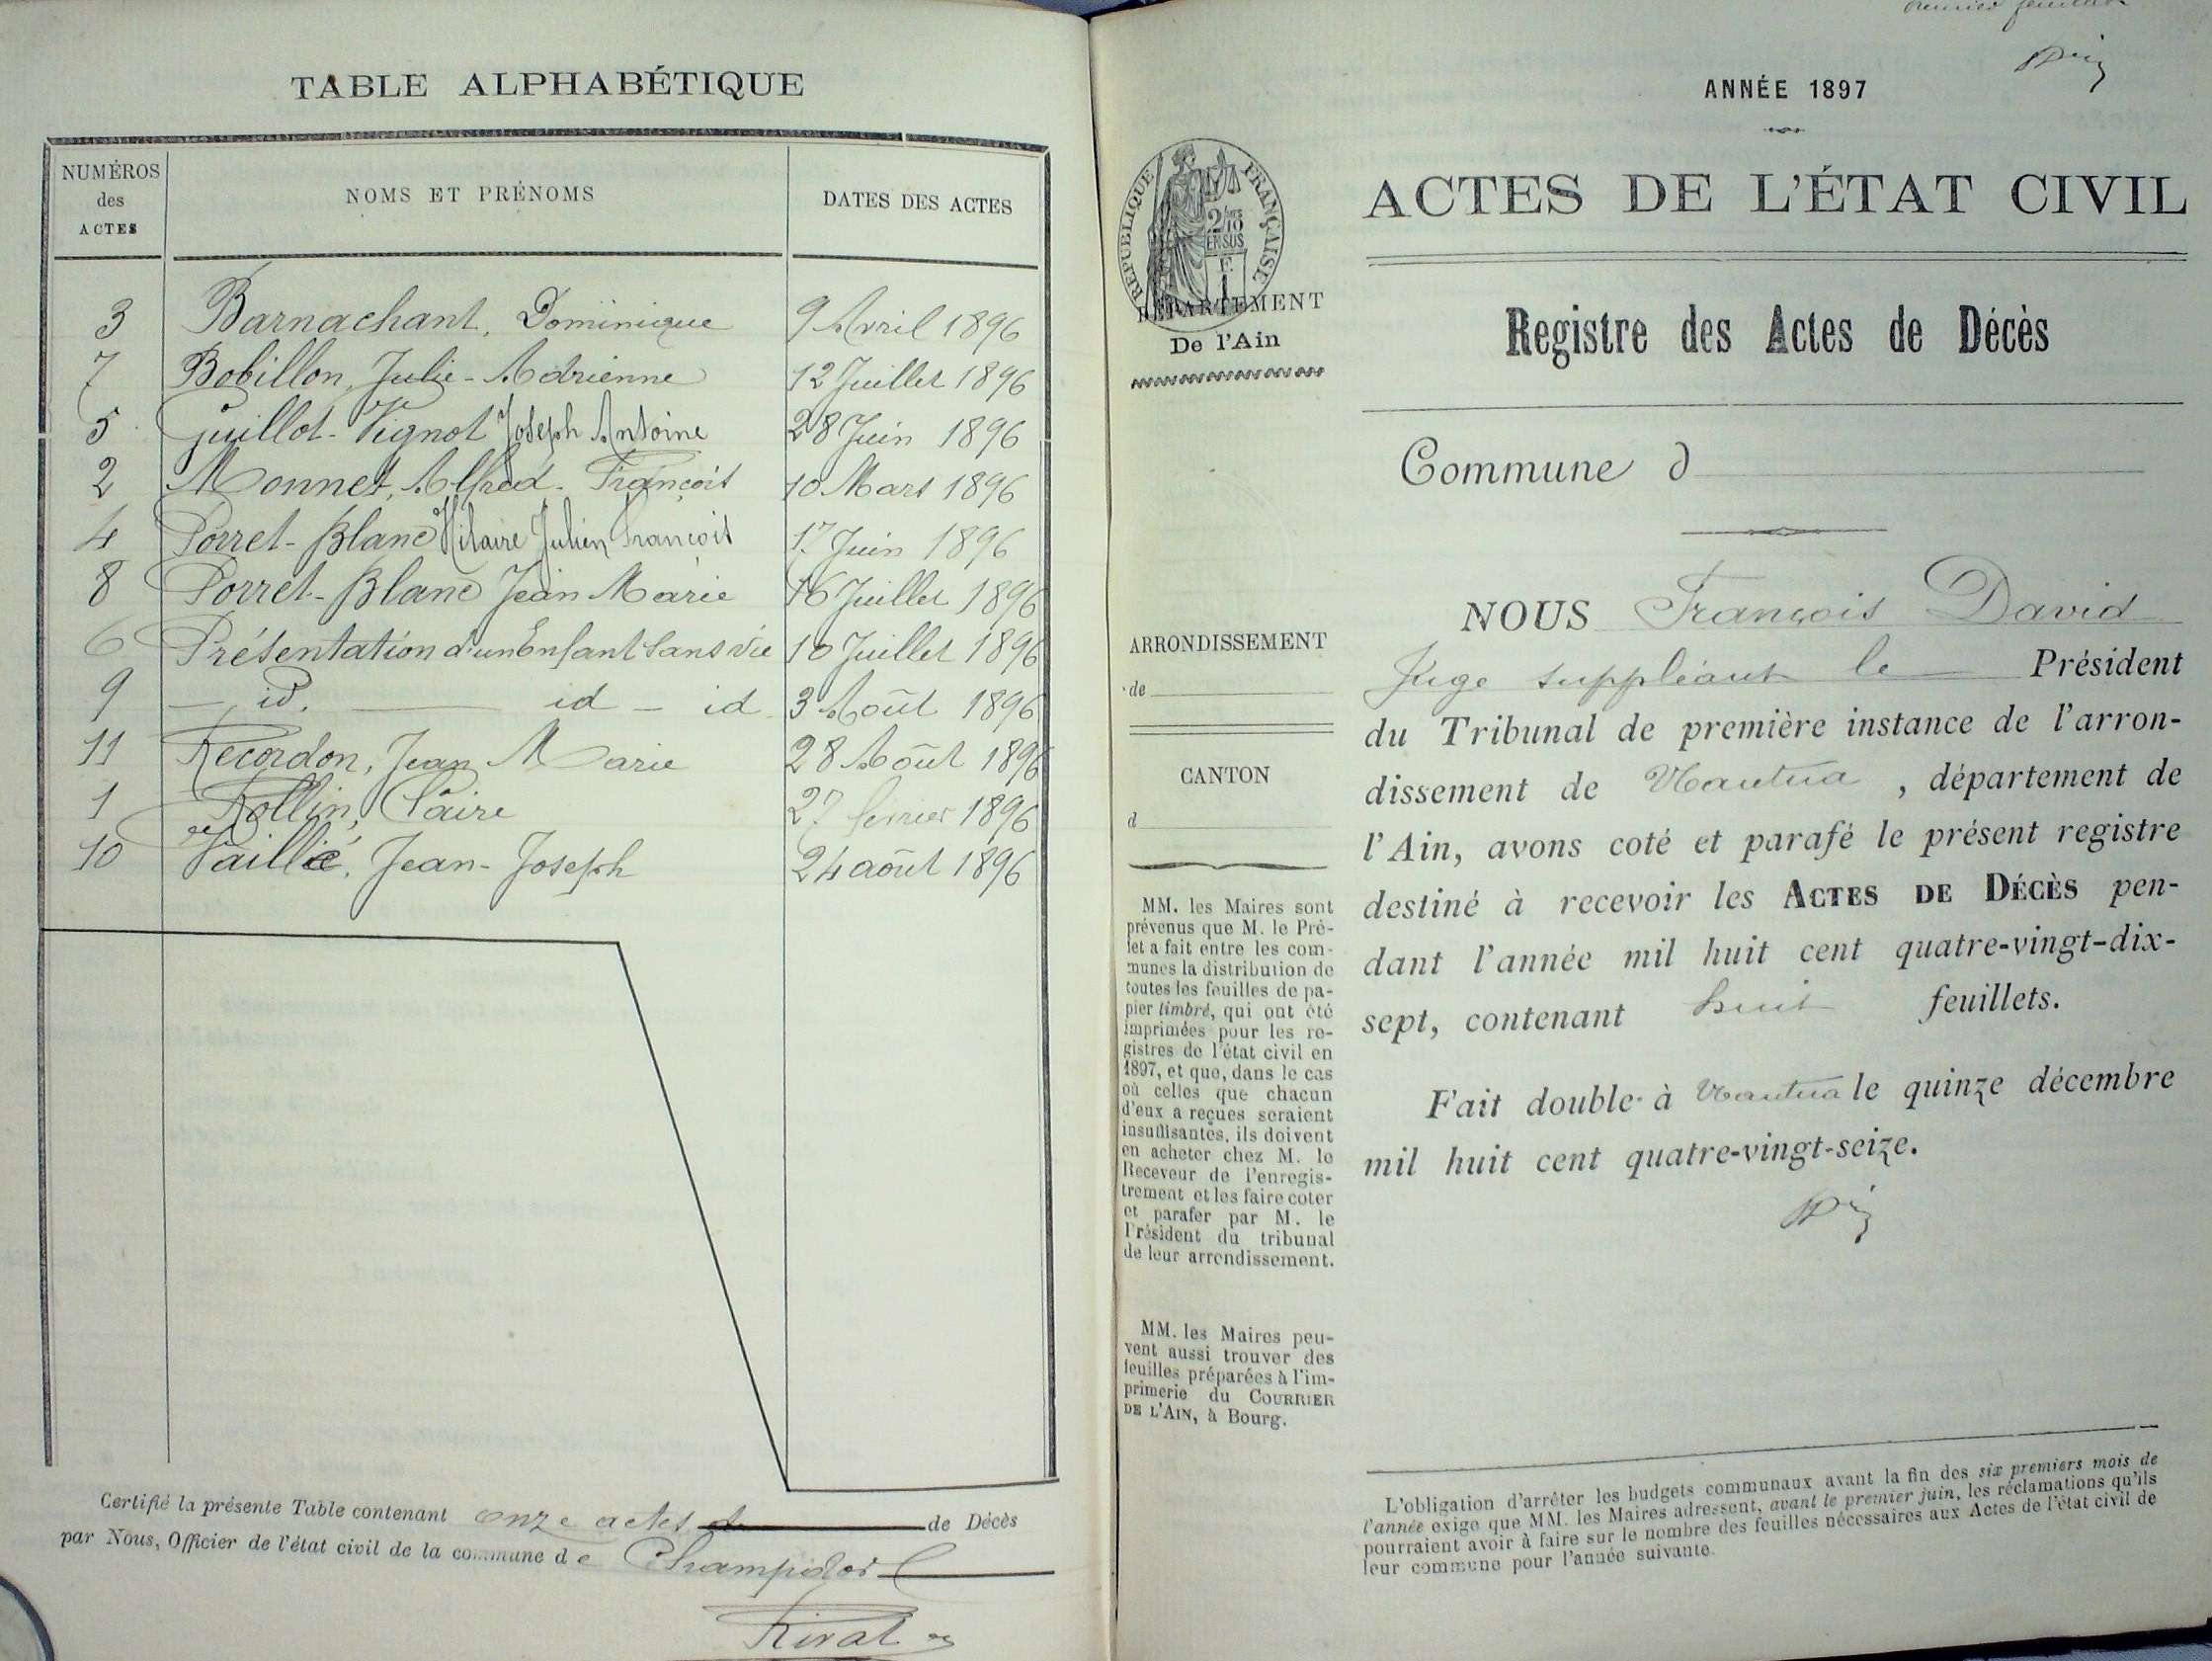 TABLE ALPHABÉTIQUE
NUMÉROS
des
ACTES
NOMS ET PRÉNOMS
DATES DES ACTES
3 Barnachant, Dominique 9 Avril 1896
7 Bobillon, Julie-Adrienne 12 Juillet 1896
5 Guillot-Vignot Joseph Antoine 28 Juin 1896
2 Monnet, Alfred-François 10 Mars 1896
4 Porret-Blanc Hilaire Julien François 17 Juin 1896
8 Porret-Blanc Jean Marie 16 Juillet 1896
6 Présentation d'un Enfant sans vie 10 Juillet 1896
9 — id. — id — id 3 Août 1896
11 Recordon, Jean Marie 28 Août 1896
1 Rollin, Claire 27 février 1896
10 Vaillié, Jean-Joseph 24 août 1896
Certifié la présente Table contenant onze actes de Décès
par Nous, Officier de l'état civil de la commune de Champdor
Rivat
Premier feuillet
ANNÉE 1897
RÉPUBLIQUE FRANÇAISE
2/10
EN SUS
ACTES DE L'ÉTAT CIVIL
DÉPARTEMENT
De l'Ain
Registre des Actes de Décès
Commune d
ARRONDISSEMENT
de
CANTON
d
MM. les Maires sont
prévenus que M. le Pré-
fet a fait entre les com-
munes la distribution de
toutes les feuilles de pa-
pier timbré, qui ont été
imprimées pour les re-
gistres de l'état civil en
1897, et que, dans le cas
où celles que chacun
d'eux a reçues seraient
insuffisantes, ils doivent
en acheter chez M. le
Receveur de l'enregis-
trement et les faire coter
et parafer par M. le
Président du tribunal
de leur arrondissement.
MM. les Maires peu-
vent aussi trouver des
feuilles préparées à l'im-
primerie du COURRIER
DE L'AIN, à Bourg.
NOUS François David
Juge suppléant le Président
du Tribunal de première instance de l'arron-
dissement de Nantua, département de
l'Ain, avons coté et parafé le présent registre
destiné à recevoir les ACTES DE DÉCÈS pen-
dant l'année mil huit cent quatre-vingt-dix-
sept, contenant huit feuillets.
Fait double à Nantua le quinze décembre
mil huit cent quatre-vingt-seize.
L'obligation d'arrêter les budgets communaux avant la fin des six premiers mois de
l'année exige que MM. les Maires adressent, avant le premier juin, les réclamations qu'ils
pourraient avoir à faire sur le nombre des feuilles nécessaires aux Actes de l'état civil de
leur commune pour l'année suivante.